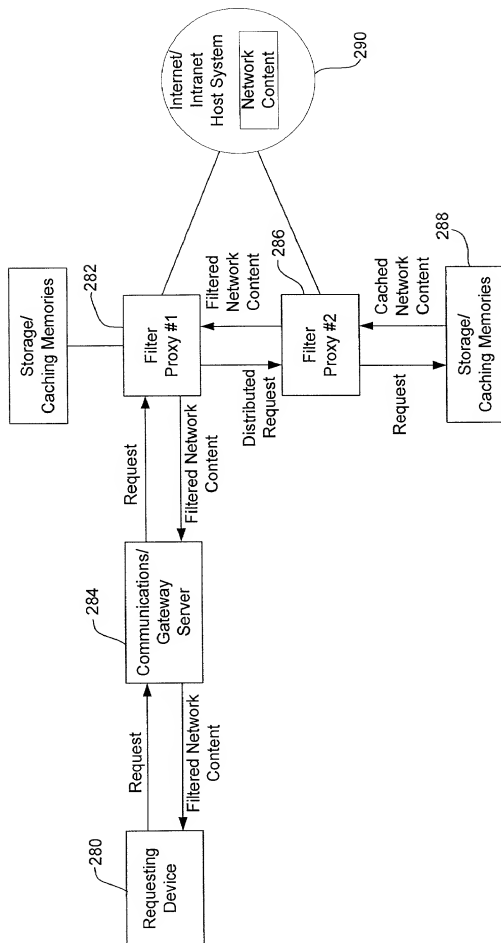 280
Requesting
Device
Request
Filtered Network
Content
284
Communications/
Gateway
Server
Request
Filtered Network
Content
Storage/
Caching Memories
282
Filter
Proxy #1
Distributed
Request
Filtered
Network
Content
286
Filter
Proxy #2
Request
Cached
Network
Content
288
Storage/
Caching Memories
Internet/
Intranet
Host System
Network
Content
290